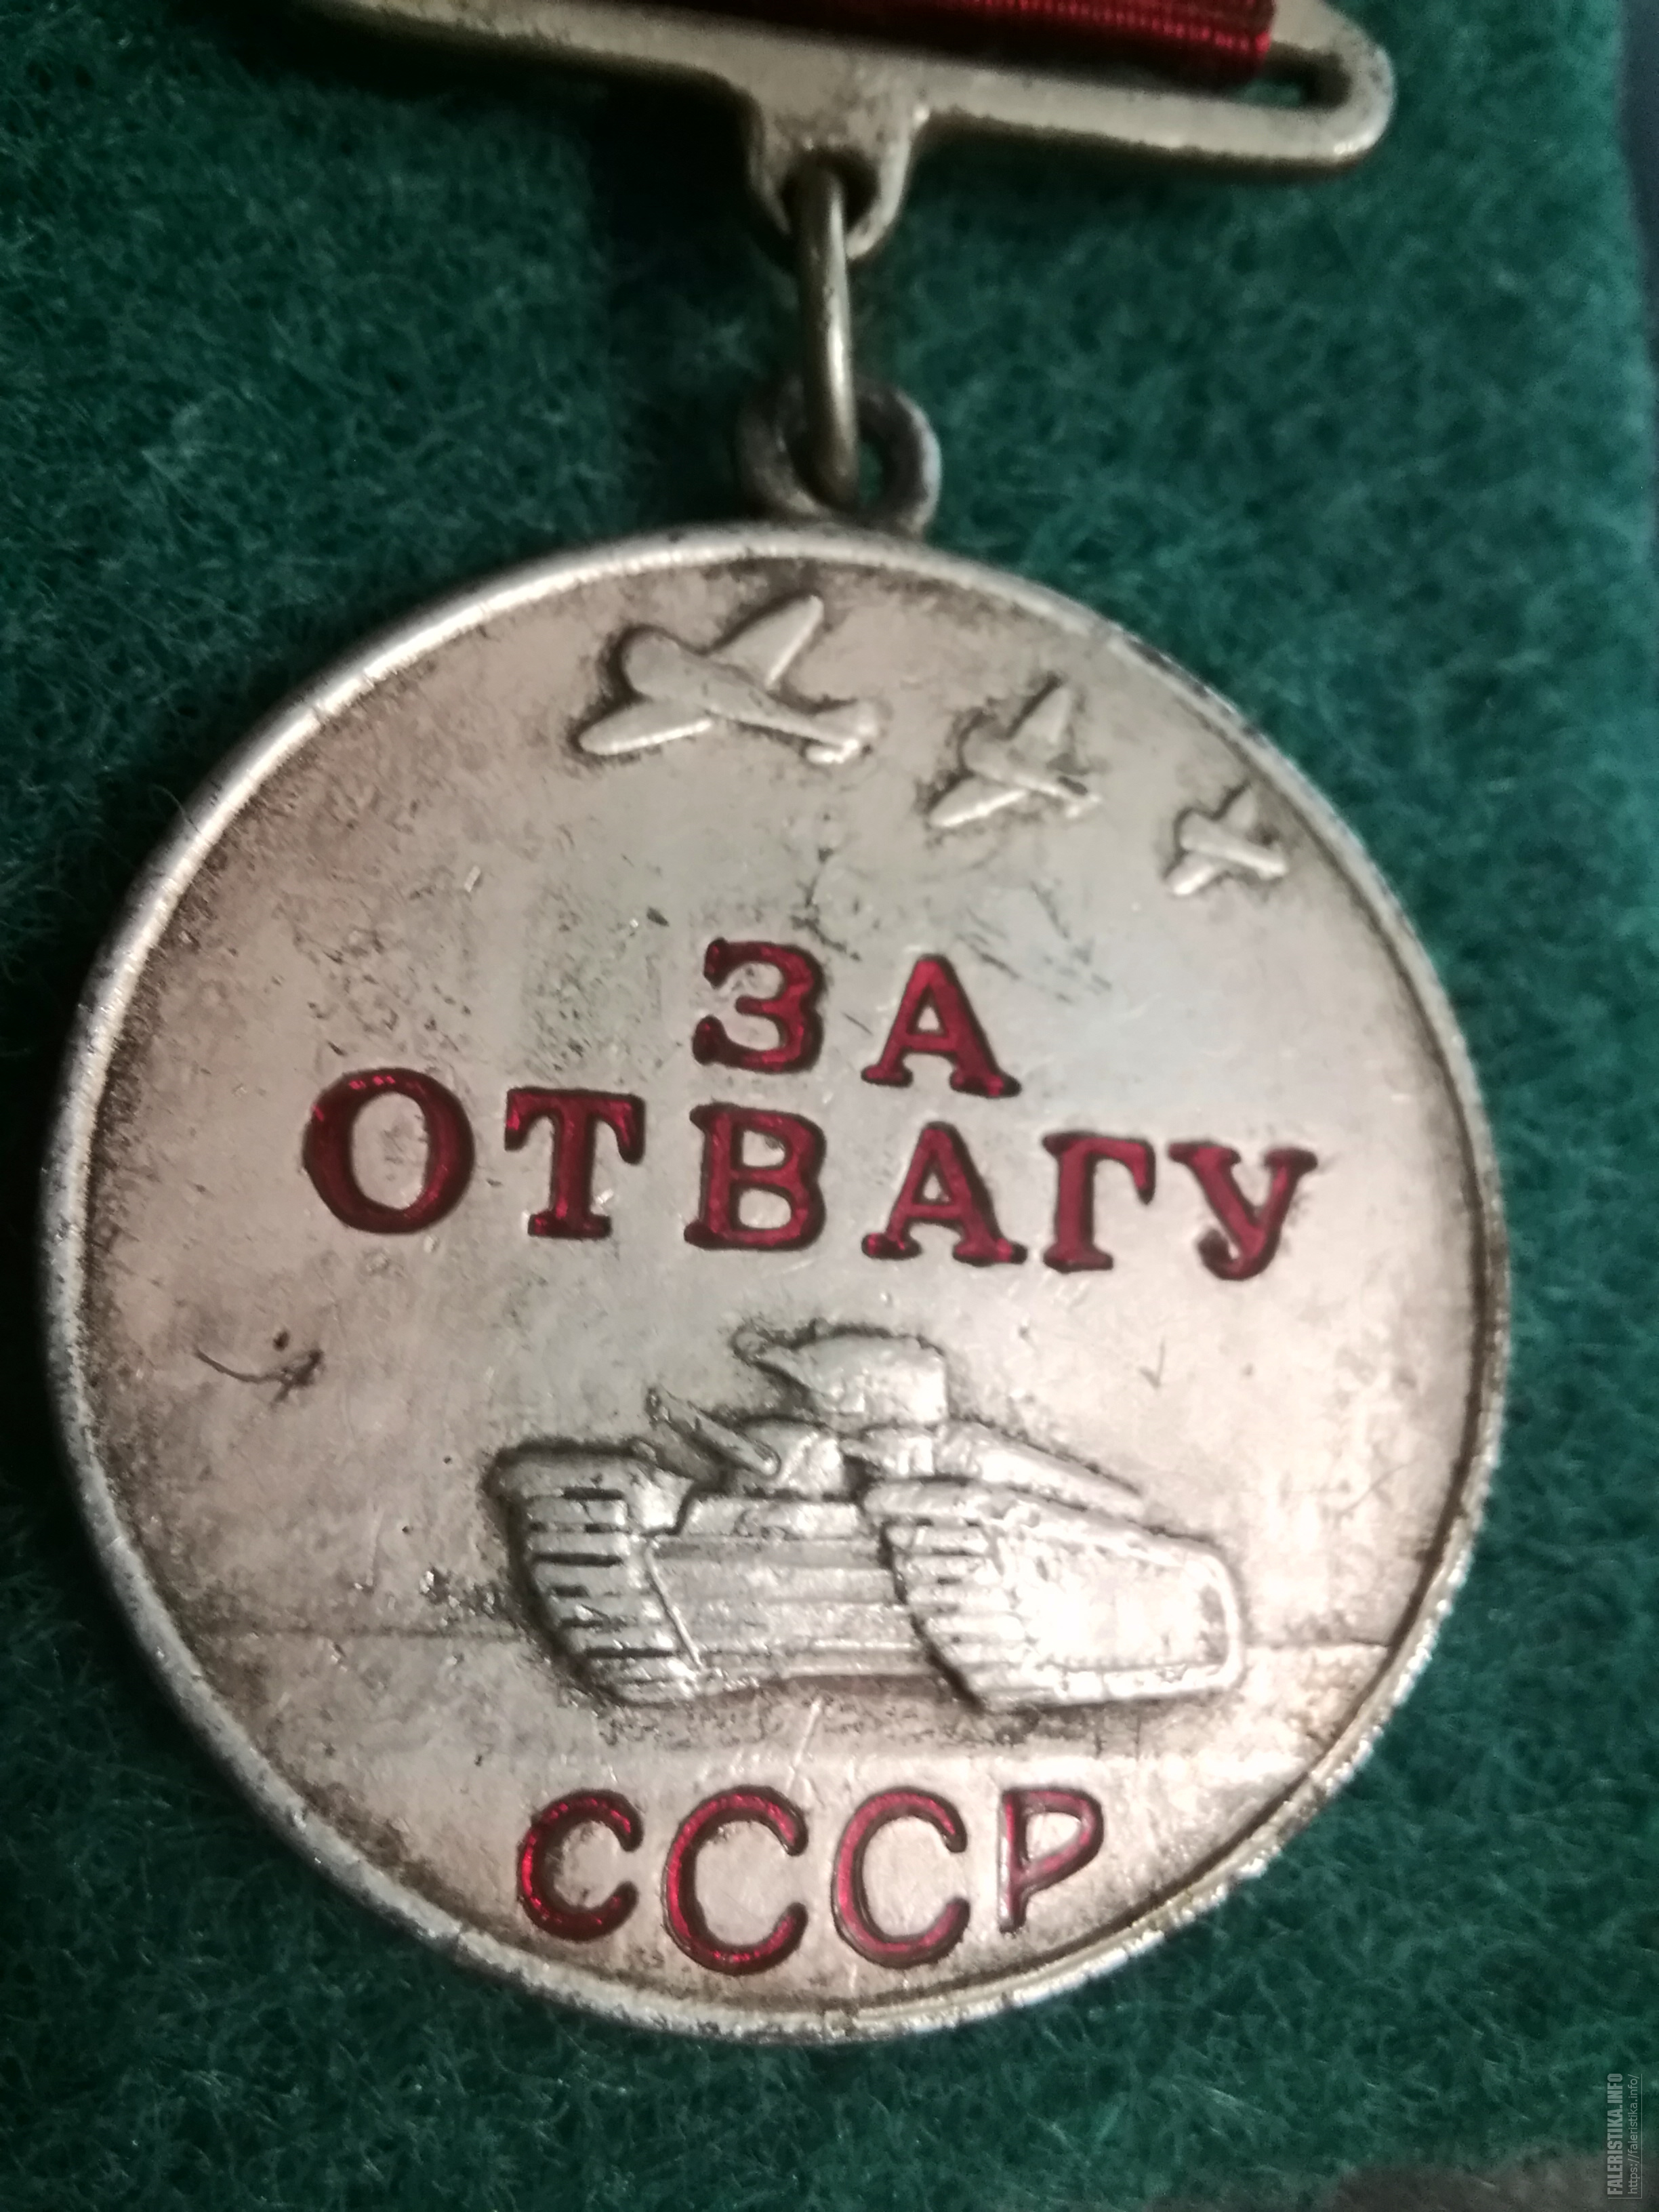 ЗА
ОТВАГУ
СССР
FALERISTIKA.INFO
https://faleristika.info/